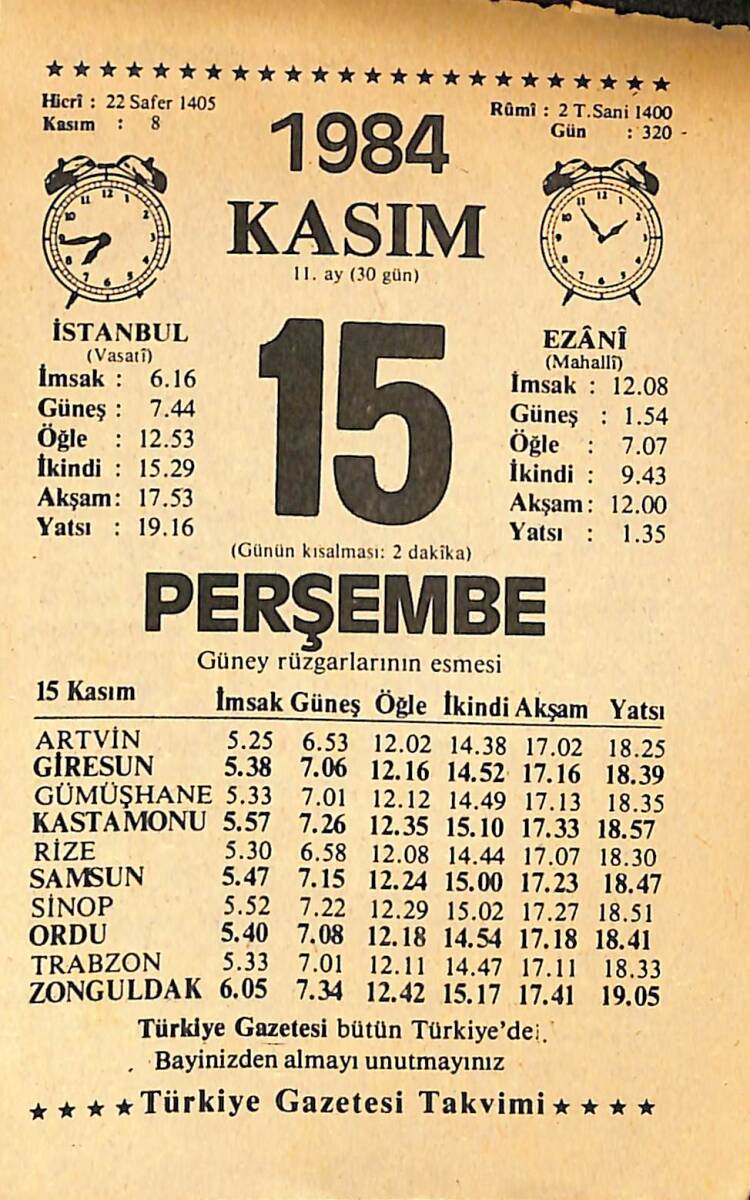 Hicrî : 22 Safer 1405
Kasım : 8
Rûmî : 2 T.Sani 1400
Gün : 320
1984
KASIM
11. ay (30 gün)
15
İSTANBUL
(Vasatî)
İmsak : 6.16
Güneş : 7.44
Öğle : 12.53
İkindi : 15.29
Akşam : 17.53
Yatsı : 19.16
EZÂNÎ
(Mahallî)
İmsak : 12.08
Güneş : 1.54
Öğle : 7.07
İkindi : 9.43
Akşam : 12.00
Yatsı : 1.35
(Günün kısalması: 2 dakîka)
PERŞEMBE
Güney rüzgarlarının esmesi
15 Kasım İmsak Güneş Öğle İkindi Akşam Yatsı
ARTVİN 5.25 6.53 12.02 14.38 17.02 18.25
GİRESUN 5.38 7.06 12.16 14.52 17.16 18.39
GÜMÜŞHANE 5.33 7.01 12.12 14.49 17.13 18.35
KASTAMONU 5.57 7.26 12.35 15.10 17.33 18.57
RİZE 5.30 6.58 12.08 14.44 17.07 18.30
SAMSUN 5.47 7.15 12.24 15.00 17.23 18.47
SİNOP 5.52 7.22 12.29 15.02 17.27 18.51
ORDU 5.40 7.08 12.18 14.54 17.18 18.41
TRABZON 5.33 7.01 12.11 14.47 17.11 18.33
ZONGULDAK 6.05 7.34 12.42 15.17 17.41 19.05
Türkiye Gazetesi bütün Türkiye'de.
Bayinizden almayı unutmayınız
Türkiye Gazetesi Takvimi